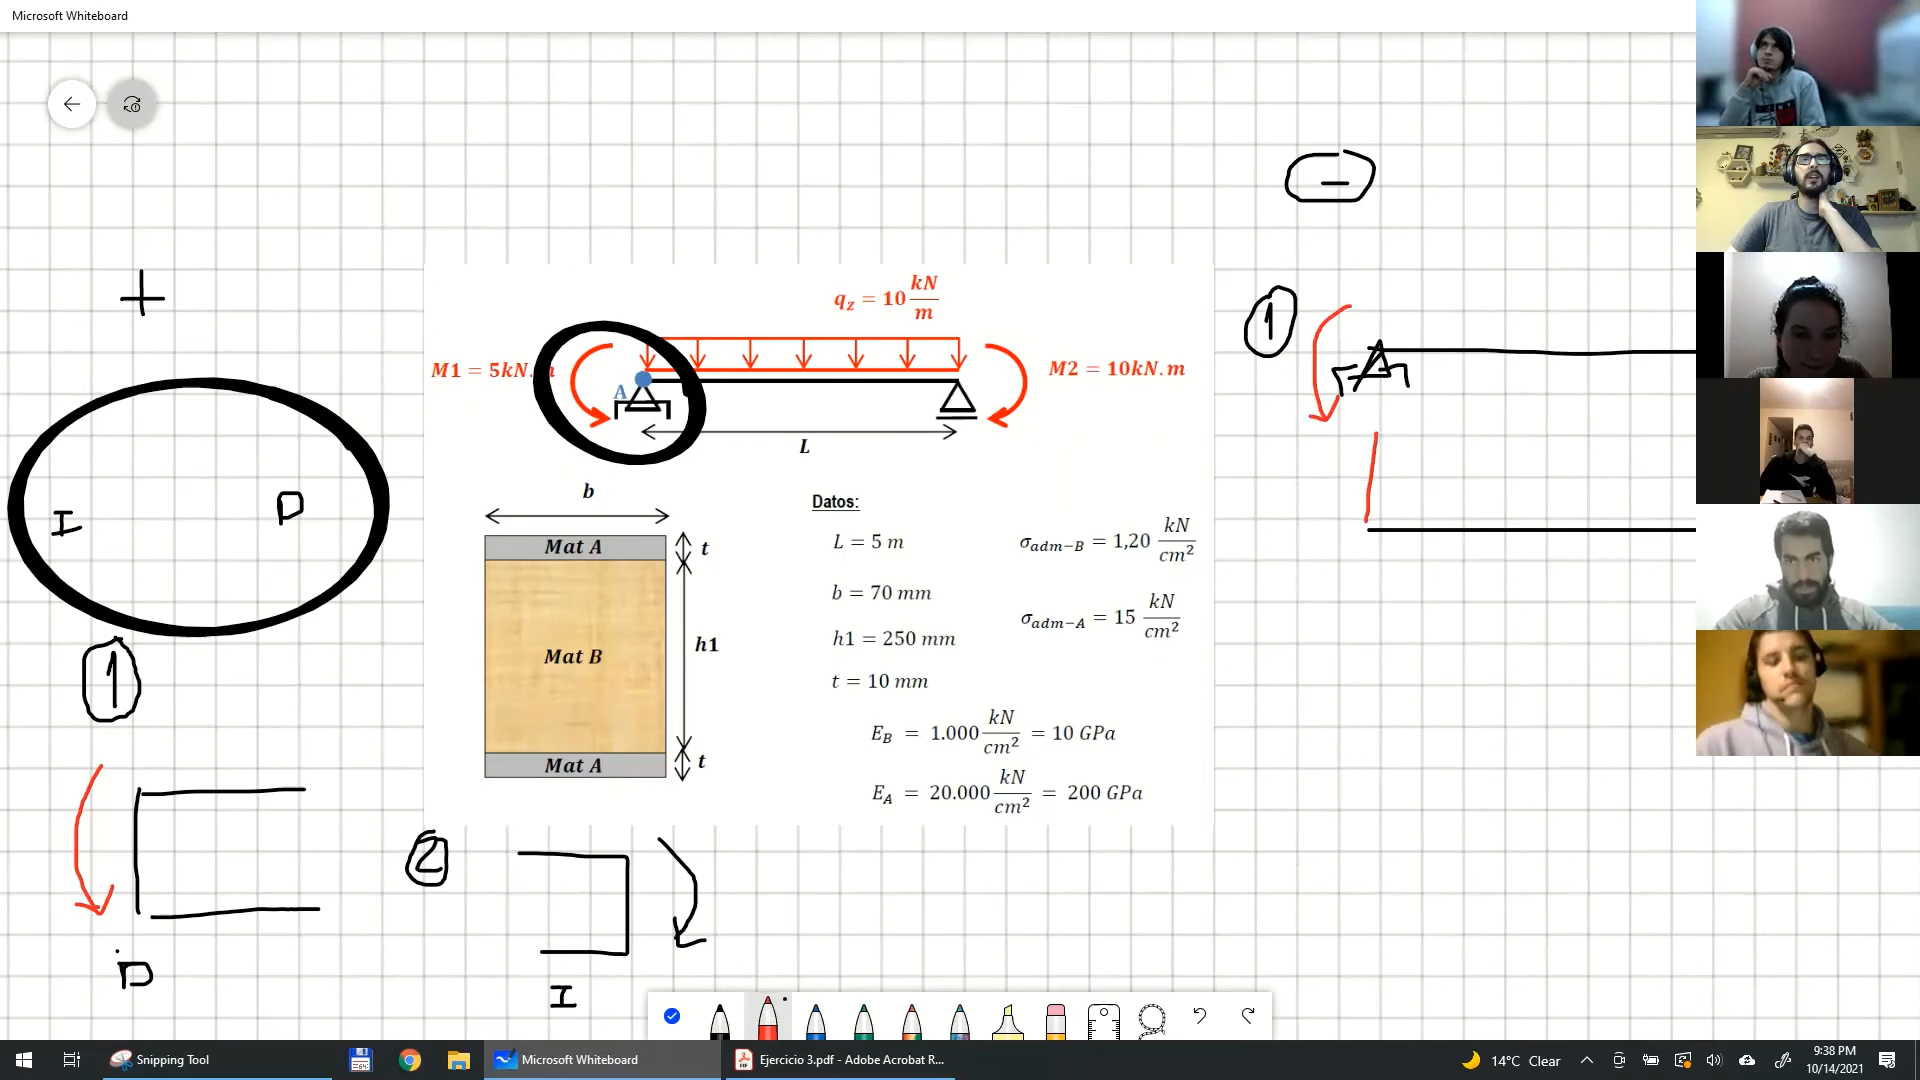 Microsoft Whiteboard
-
+
q_z = 10 kN/m
1
M1 = 5kN.m
A
M2 = 10kN.m
L
I
D
b
Datos:
Mat A
t
L = 5 m
σ_adm−B = 1,20 kN/cm²
b = 70 mm
σ_adm−A = 15 kN/cm²
h1 = 250 mm
Mat B
h1
t = 10 mm
1
E_B = 1.000 kN/cm² = 10 GPa
Mat A
t
E_A = 20.000 kN/cm² = 200 GPa
2
D
I
Snipping Tool
Microsoft Whiteboard
Ejercicio 3.pdf - Adobe Acrobat R...
14°C Clear
9:38 PM
10/14/2021